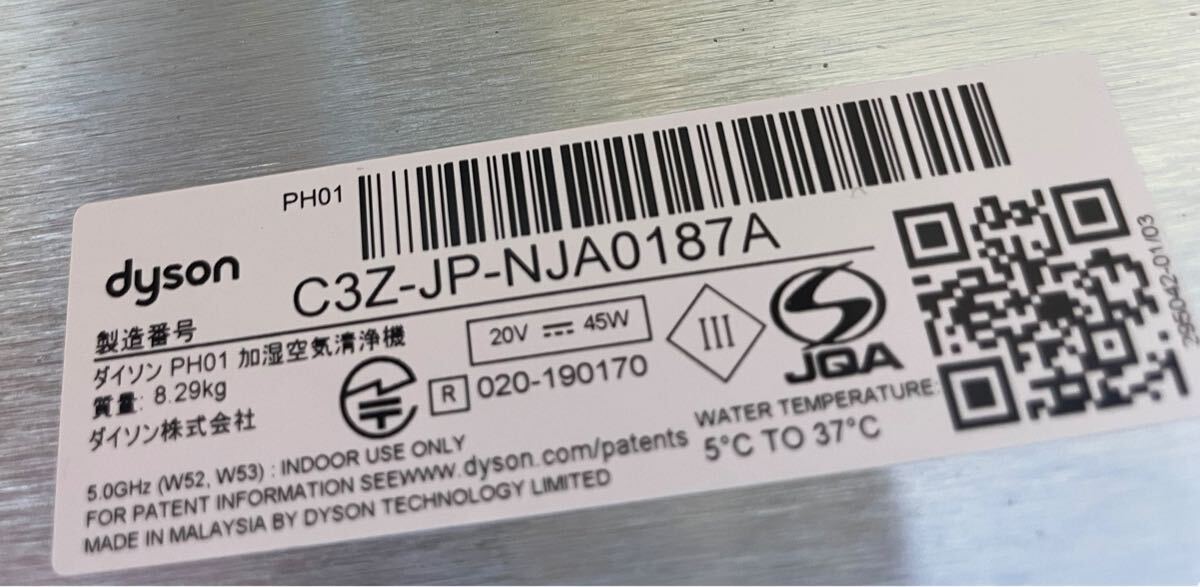 PH01
dyson
C3Z-JP-NJA0187A
製造番号
ダイソン PH01 加湿空気清浄機
質量: 8.29kg
ダイソン株式会社
20V ⎓ 45W
R 020-190170
III
JQA
WATER TEMPERATURE:
5°C TO 37°C
5.0GHz (W52, W53) : INDOOR USE ONLY
FOR PATENT INFORMATION SEEwww.dyson.com/patents
MADE IN MALAYSIA BY DYSON TECHNOLOGY LIMITED